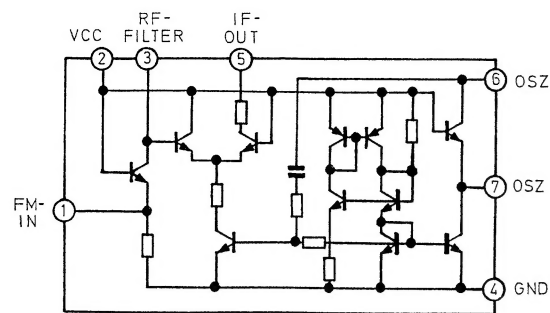 RF-
FILTER
IF-
OUT
VCC
2
3
5
6
OSZ
7
OSZ
FM-
IN
1
4
GND